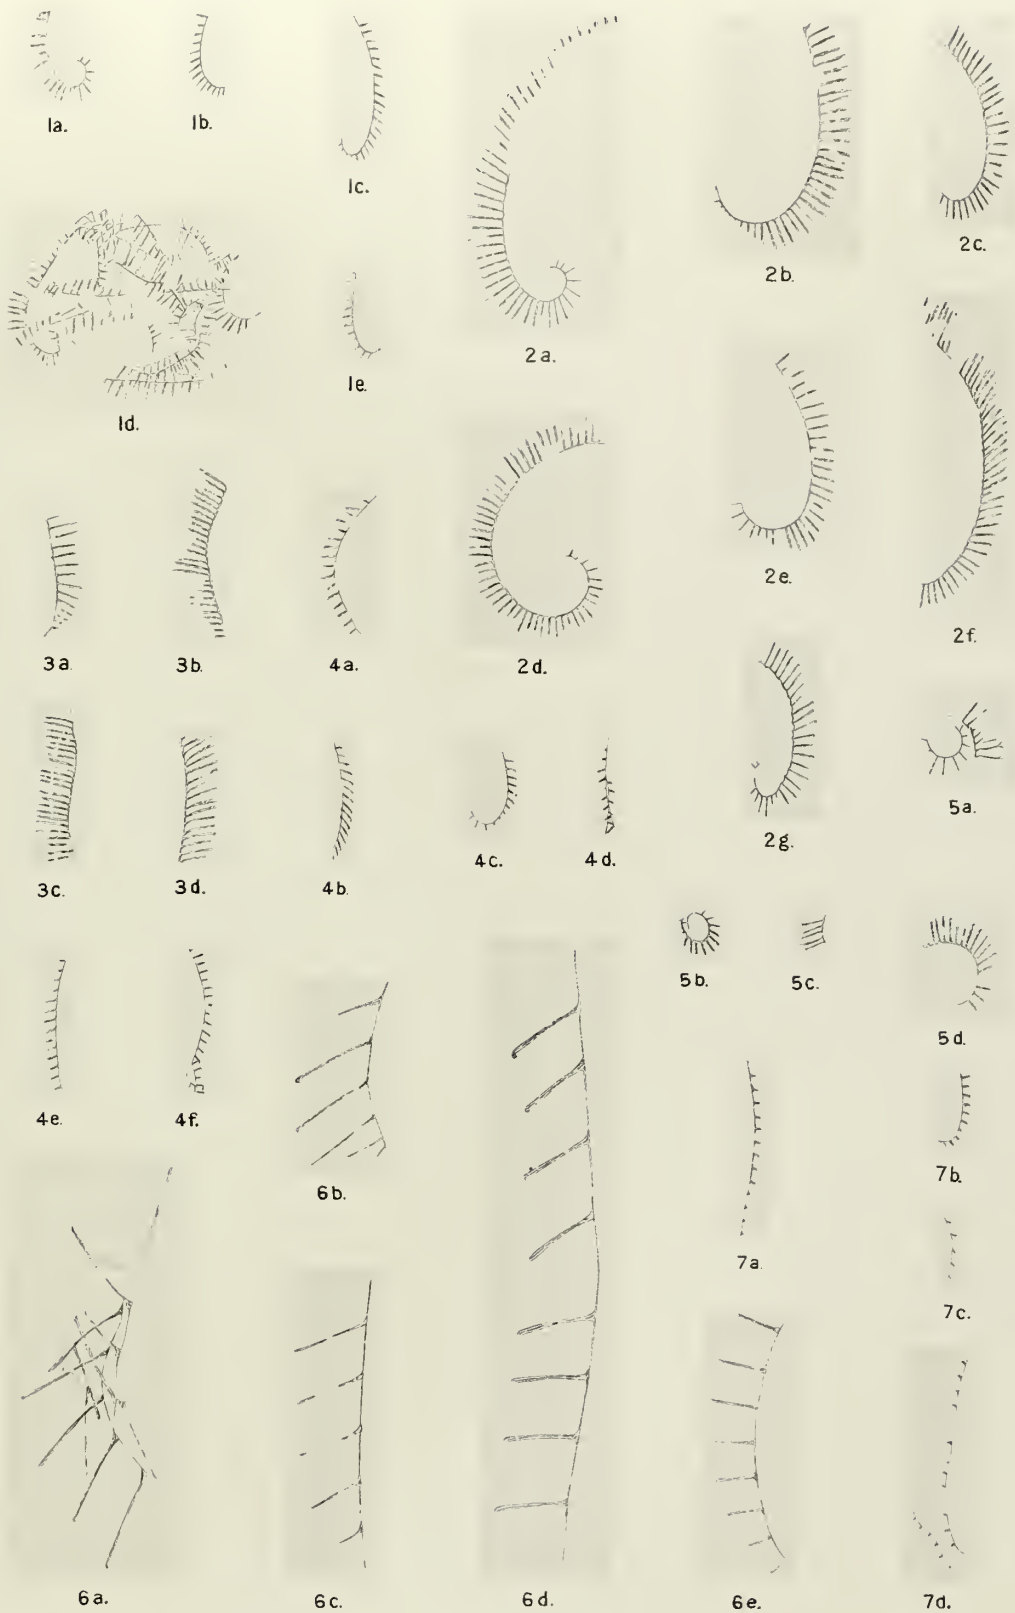 1a.
1b.
1c.
2a.
2b.
2c.
1d.
1e.
2d.
2e.
2f.
3a.
3b.
4a.
2g.
5a.
3c.
3d.
4b.
4c.
4d.
5b.
5c.
5d.
4e.
4f.
6b.
7a
7b.
7c.
6a.
6c.
6d.
6e.
7d.